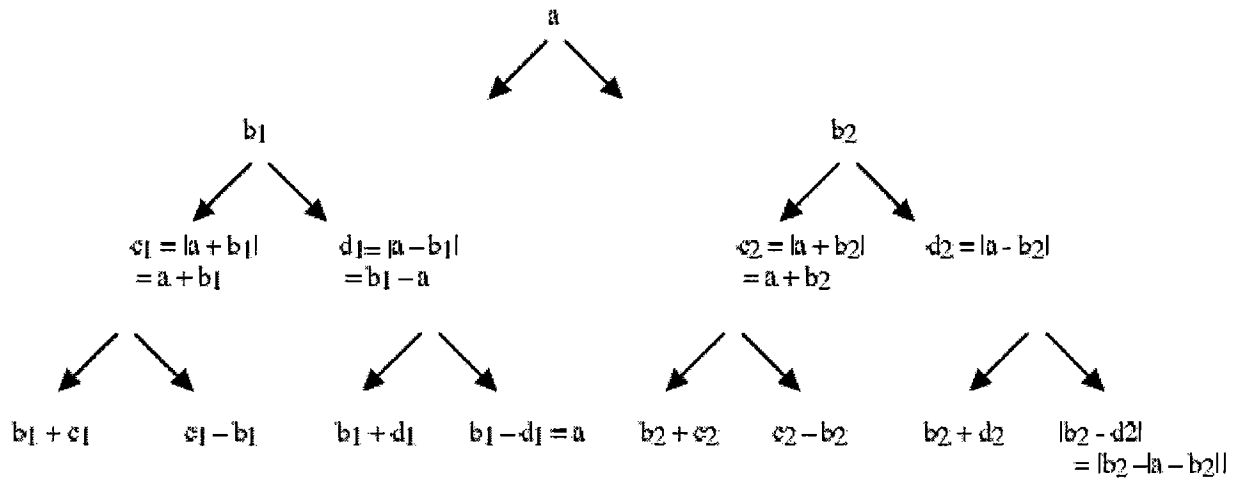 a
b1 b2
c1 = |a + b1| d1= |a – b1| c2 = |a + b2| d2 = |a - b2|
= a + b1 = b1 – a = a + b2
b1 + c1 c1 – b1 b1 + d1 b1 – d1 = a b2 + c2 c2 – b2 b2 + d2 |b2 - d2|
= |b2 –|a – b2||